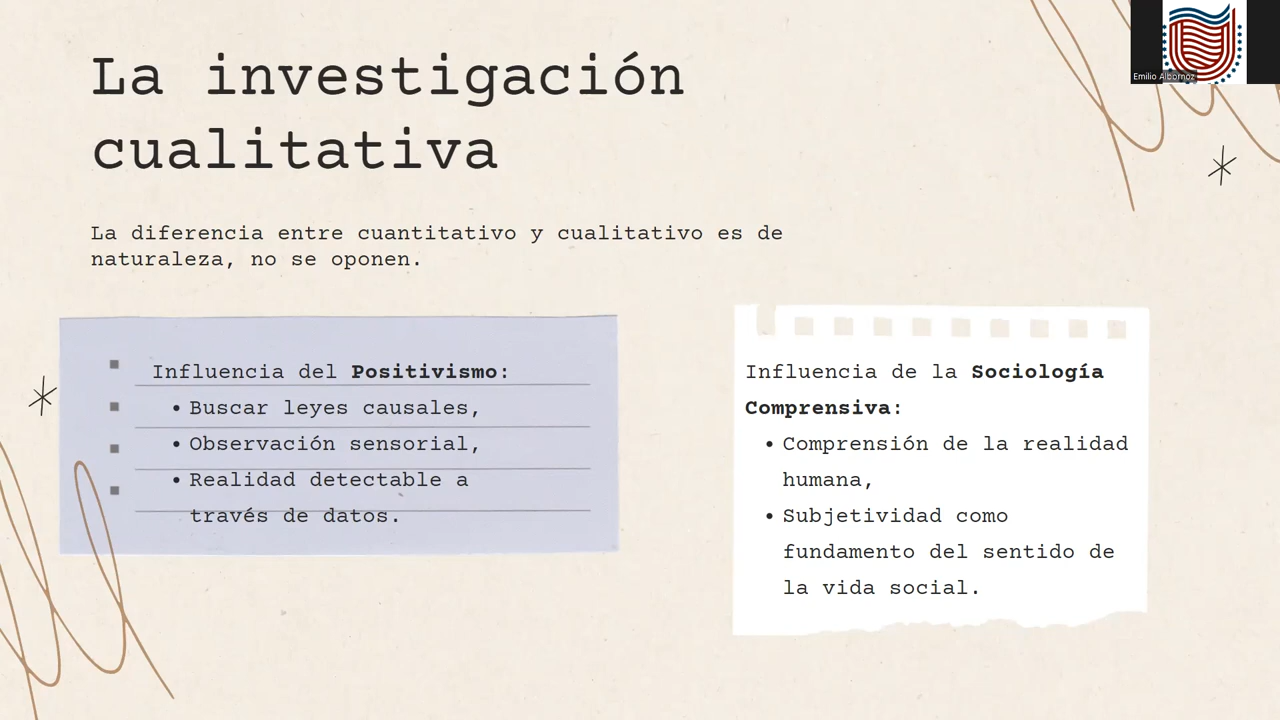 La investigación
cualitativa
La diferencia entre cuantitativo y cualitativo es de
naturaleza, no se oponen.
Influencia del Positivismo:
• Buscar leyes causales,
• Observación sensorial,
• Realidad detectable a
través de datos.
Influencia de la Sociología
Comprensiva:
• Comprensión de la realidad
humana,
• Subjetividad como
fundamento del sentido de
la vida social.
Emilio Albornoz